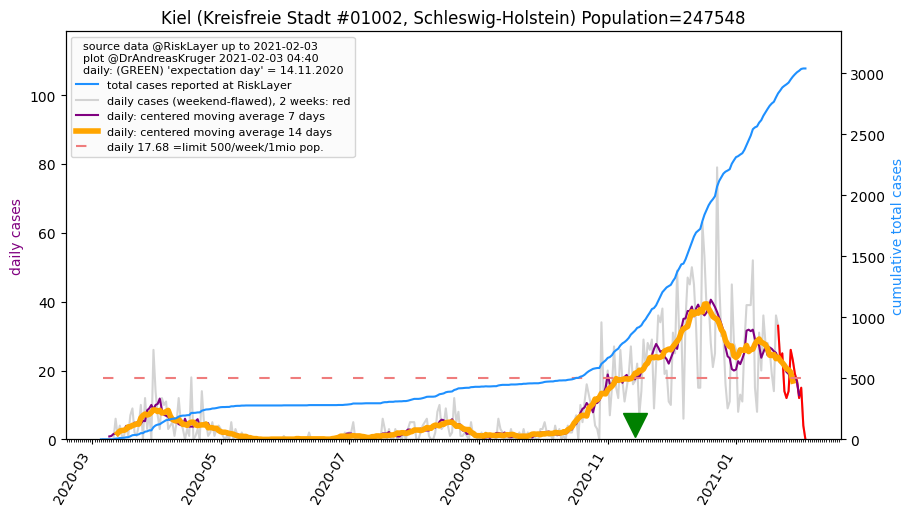 Kiel (Kreisfreie Stadt #01002, Schleswig-Holstein) Population=247548
source data @RiskLayer up to 2021-02-03
plot @DrAndreasKruger 2021-02-03 04:40
daily: (GREEN) 'expectation day' = 14.11.2020
total cases reported at RiskLayer
daily cases (weekend-flawed), 2 weeks: red
daily: centered moving average 7 days
daily: centered moving average 14 days
daily 17.68 =limit 500/week/1mio pop.
daily cases
100
80
60
40
20
0
cumulative total cases
3000
2500
2000
1500
1000
500
0
2020-03
2020-05
2020-07
2020-09
2020-11
2021-01